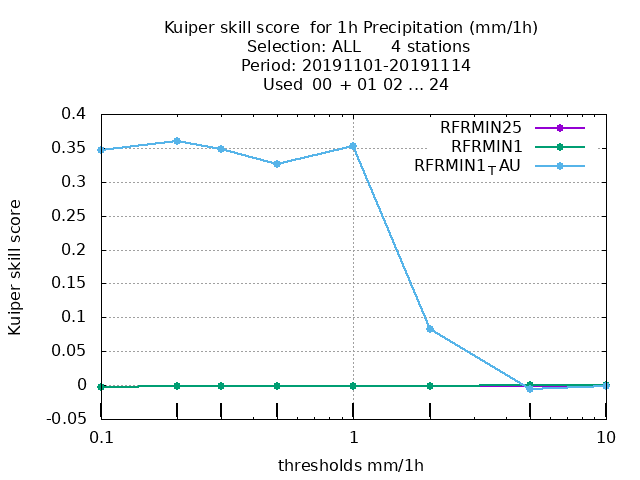 Kuiper skill score  for 1h Precipitation (mm/1h)
Selection: ALL      4 stations
Period: 20191101-20191114
Used  00 + 01 02 ... 24
RFRMIN25
RFRMIN1
RFRMIN1TAU
0.4
0.35
0.3
0.25
0.2
0.15
0.1
0.05
0
-0.05
Kuiper skill score
0.1 1 10
thresholds mm/1h